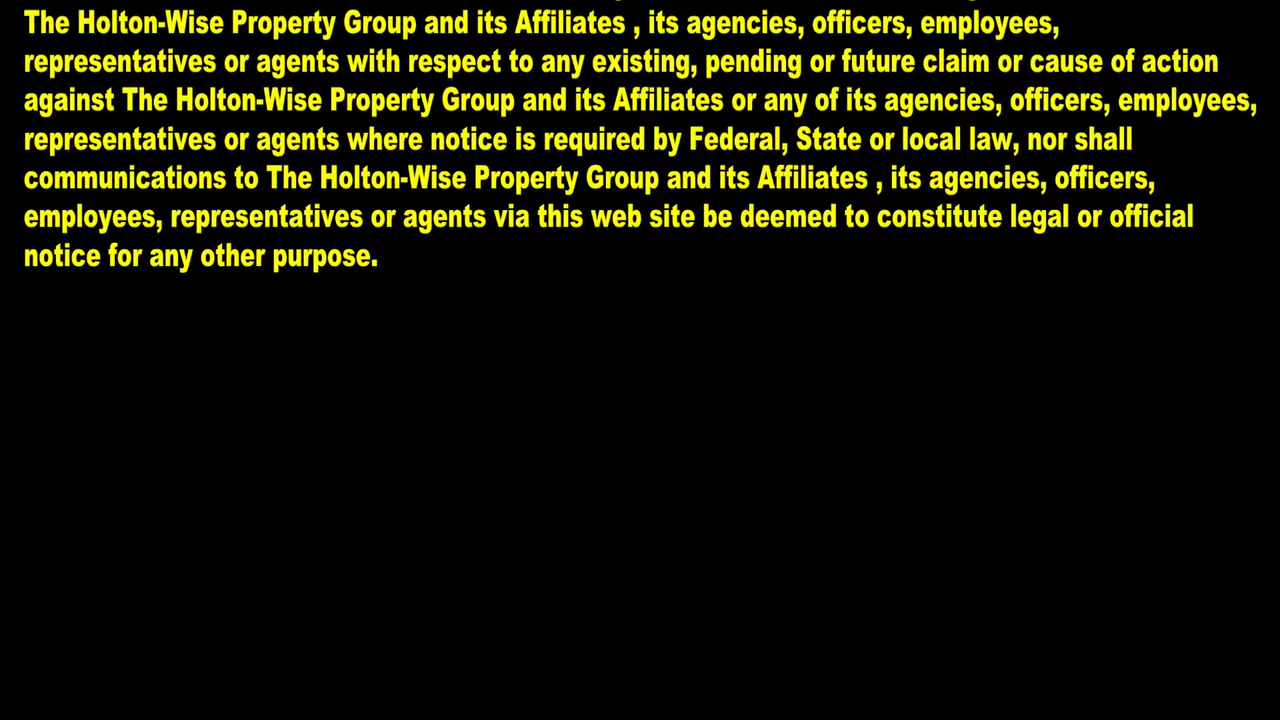 The Holton-Wise Property Group and its Affiliates , its agencies, officers, employees,
representatives or agents with respect to any existing, pending or future claim or cause of action
against The Holton-Wise Property Group and its Affiliates or any of its agencies, officers, employees,
representatives or agents where notice is required by Federal, State or local law, nor shall
communications to The Holton-Wise Property Group and its Affiliates , its agencies, officers,
employees, representatives or agents via this web site be deemed to constitute legal or official
notice for any other purpose.